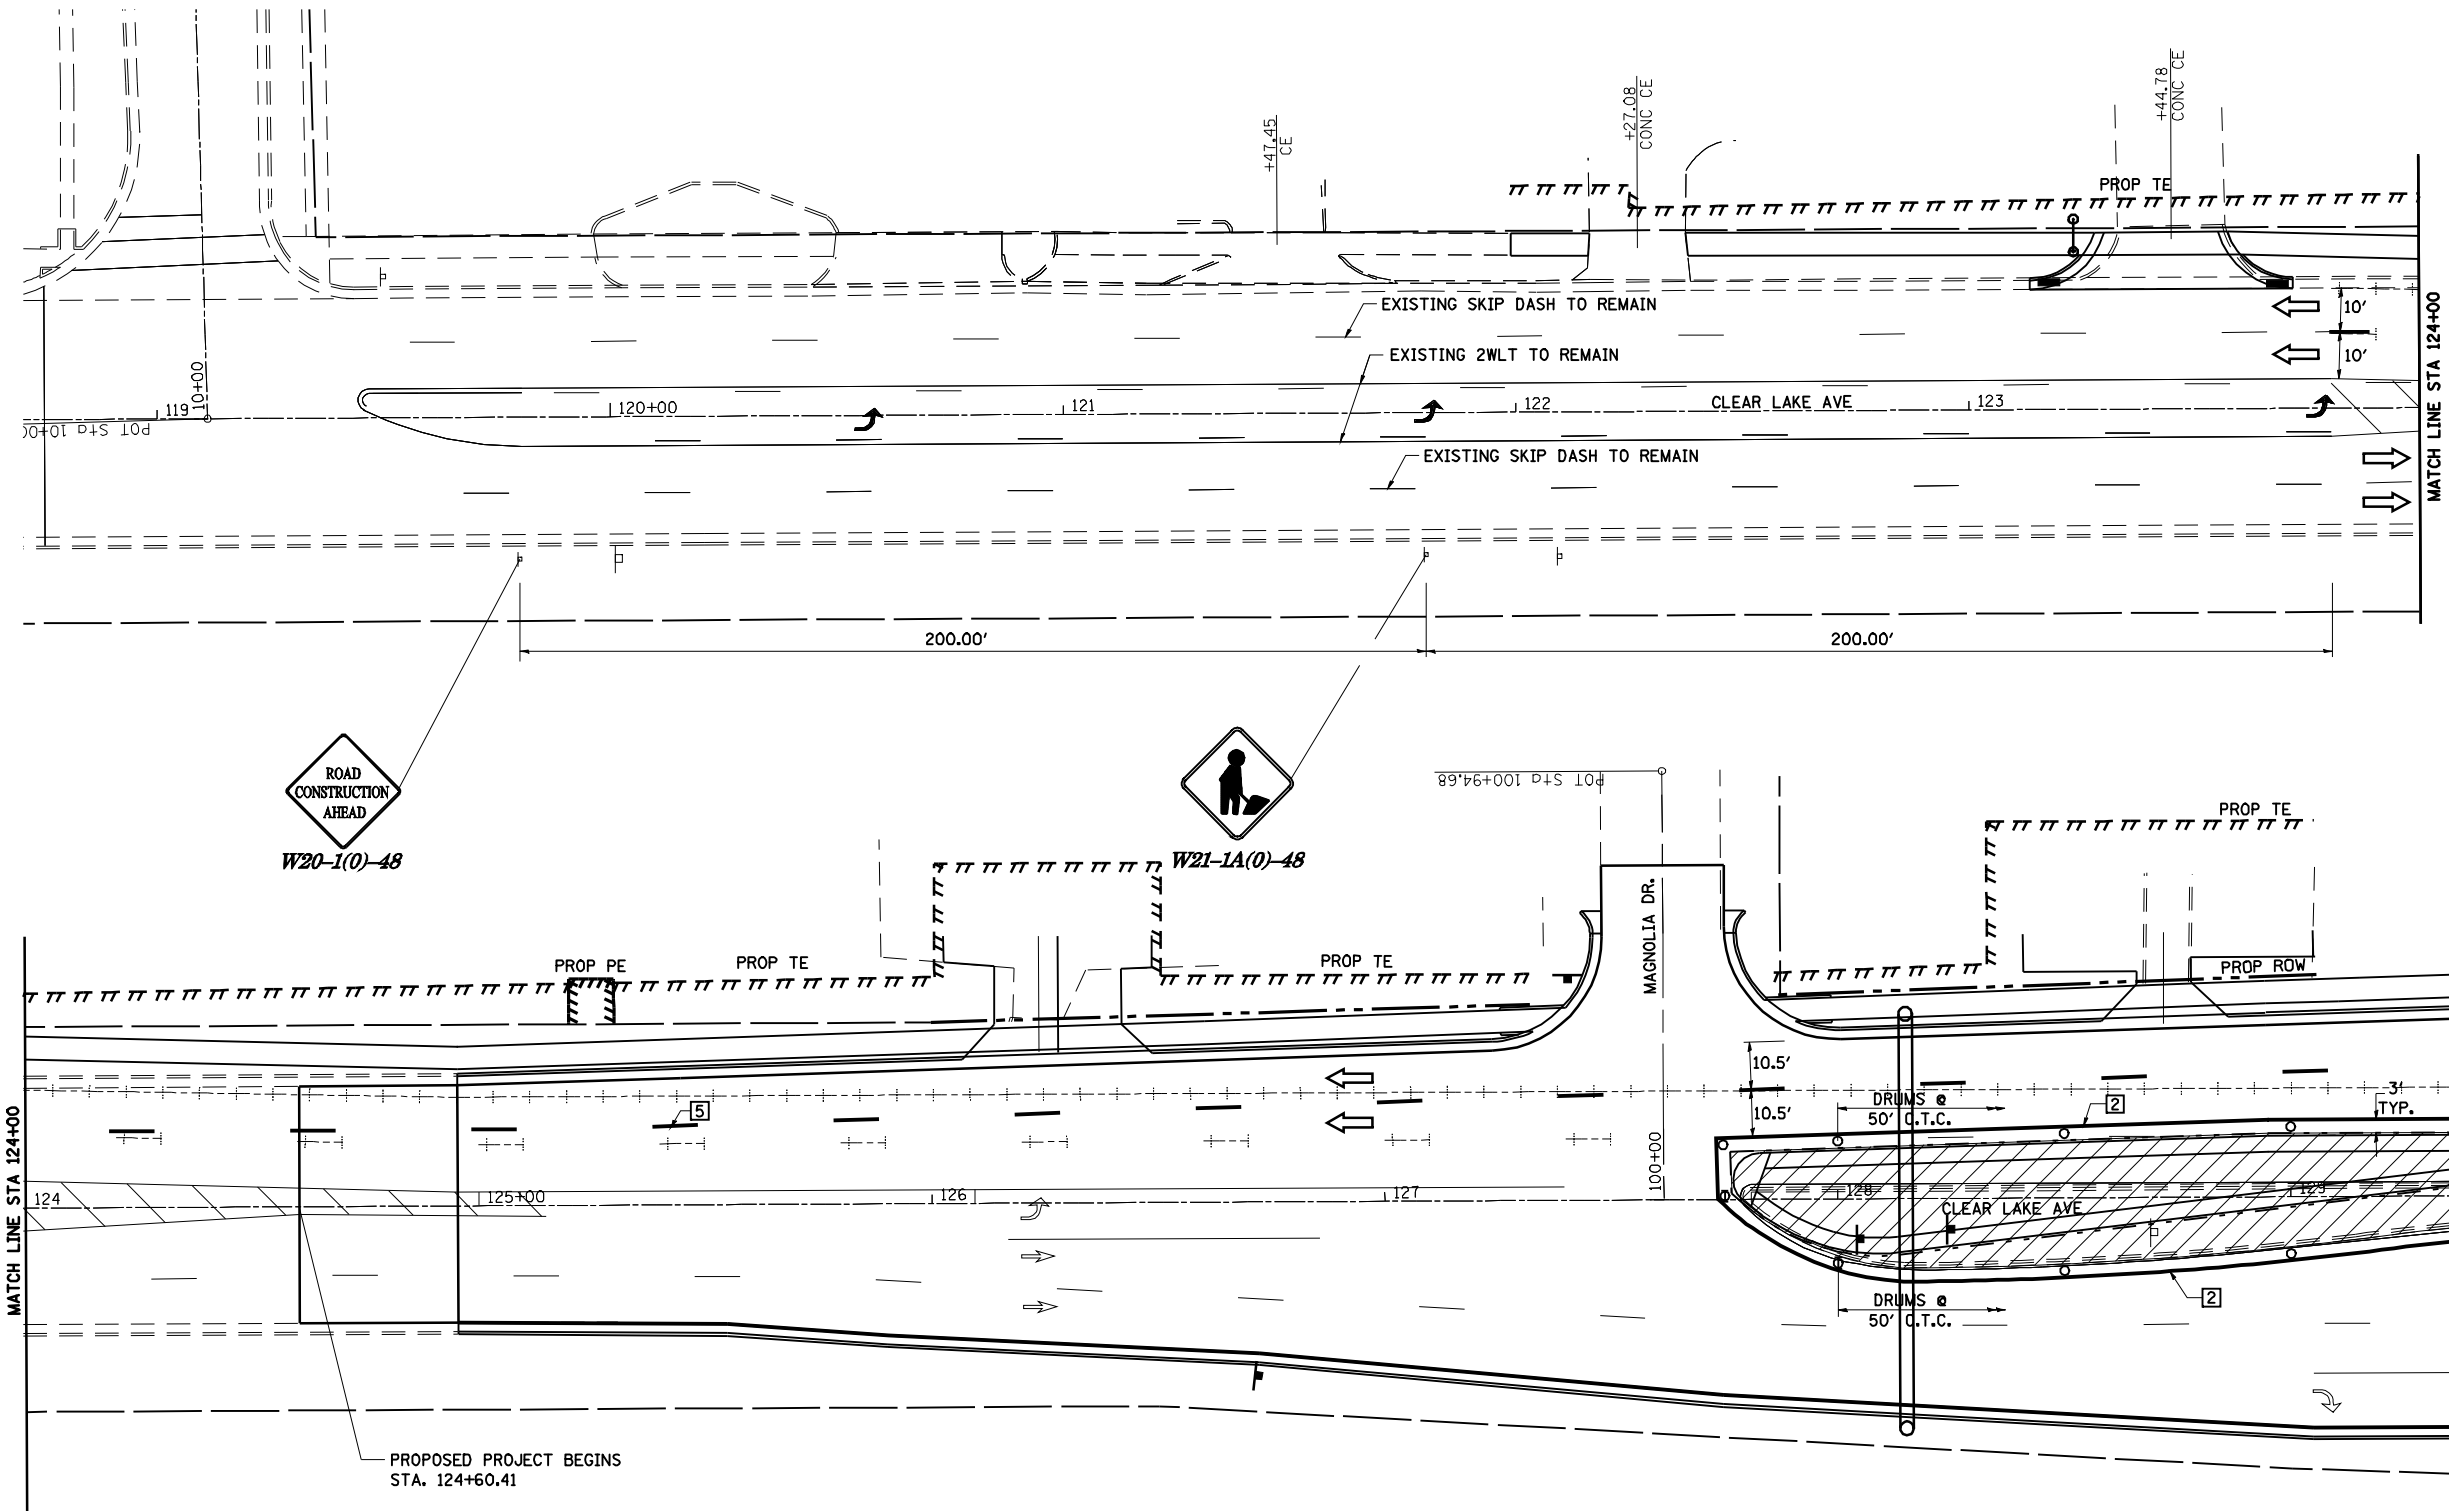 +47.45
CE
+27.08
CONC CE
+44.78
CONC CE
PROP TE
EXISTING SKIP DASH TO REMAIN
10'
EXISTING 2WLT TO REMAIN
10'
10+00
119
120+00
121
122
CLEAR LAKE AVE
123
POT Sta 10+00
EXISTING SKIP DASH TO REMAIN
MATCH LINE STA 124+00
200.00'
200.00'
ROAD
CONSTRUCTION
AHEAD
W20-1(O)-48
W21-1A(O)-48
POT Sta 100+94.68
PROP TE
MAGNOLIA DR.
PROP PE
PROP TE
PROP TE
PROP ROW
10.5'
10.5'
5
DRUMS @
50' C.T.C.
2
3'
TYP.
MATCH LINE STA 124+00
124
125+00
126
127
100+00
128
129
CLEAR LAKE AVE
DRUMS @
50' C.T.C.
2
PROPOSED PROJECT BEGINS
STA. 124+60.41